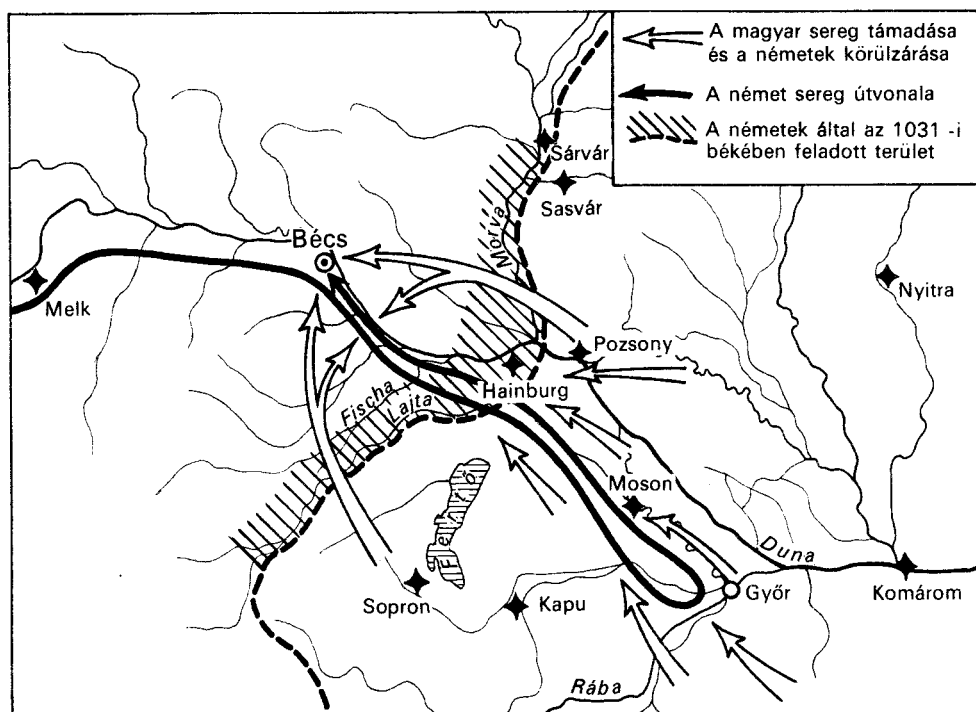 A magyar sereg támadása
és a németek körülzárása
A német sereg útvonala
A németek által az 1031 -i
békében feladott terület
Sárvár
Sasvár
Morva
Bécs
Melk
Nyitra
Pozsony
Hainburg
Fischa
Lajta
Moson
Fertő
Duna
Sopron
Kapu
Győr
Komárom
Rába